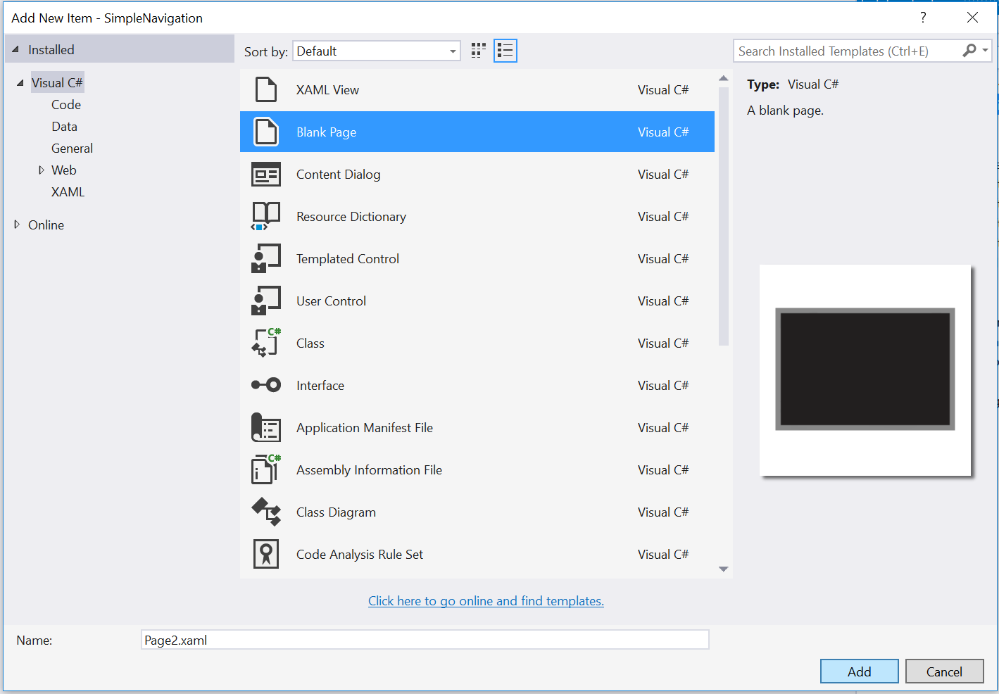 Add New Item - SimpleNavigation
?
Installed
Sort by: Default
Search Installed Templates (Ctrl+E)
Visual C#
Code
Data
General
Web
XAML
Online
XAML View Visual C#
Blank Page Visual C#
Content Dialog Visual C#
Resource Dictionary Visual C#
Templated Control Visual C#
User Control Visual C#
C#
Class Visual C#
Interface Visual C#
Application Manifest File Visual C#
C#
Assembly Information File Visual C#
Class Diagram Visual C#
Code Analysis Rule Set Visual C#
Type: Visual C#
A blank page.
Click here to go online and find templates.
Name: Page2.xaml
Add
Cancel